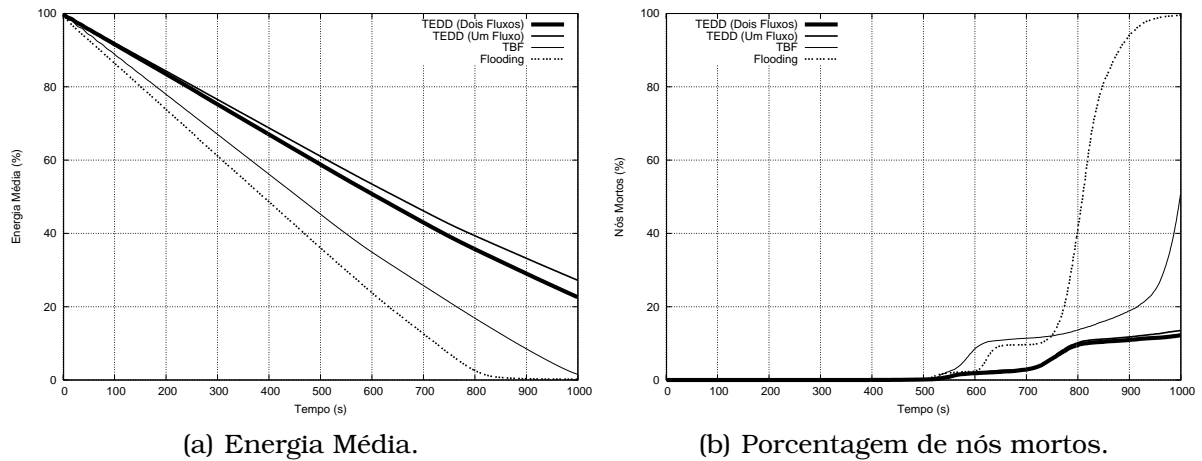 100
80
60
40
20
0
0 100 200 300 400 500 600 700 800 900 1000
Energia Média (%)
Tempo (s)
TEDD (Dois Fluxos)
TEDD (Um Fluxo)
TBF
Flooding
(a) Energia Média.
100
80
60
40
20
0
0 100 200 300 400 500 600 700 800 900 1000
Nós Mortos (%)
Tempo (s)
TEDD (Dois Fluxos)
TEDD (Um Fluxo)
TBF
Flooding
(b) Porcentagem de nós mortos.